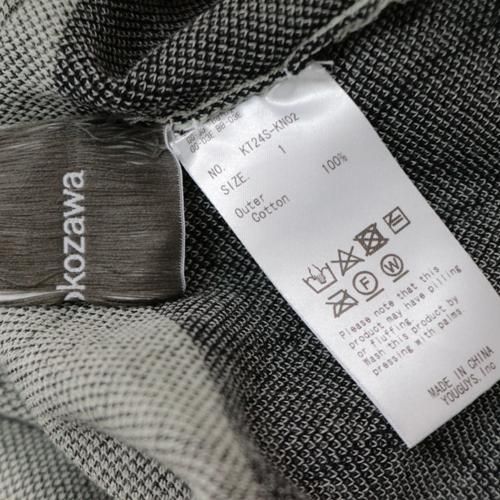 okozawa
NO. KT24S-KN02
SIZE. 1
Outer
Cotton 100%
Please note that this
product may have pilling
or fluffing.
Wash this product by
pressing with palms.
MADE IN CHINA
YOUGUYS, Inc